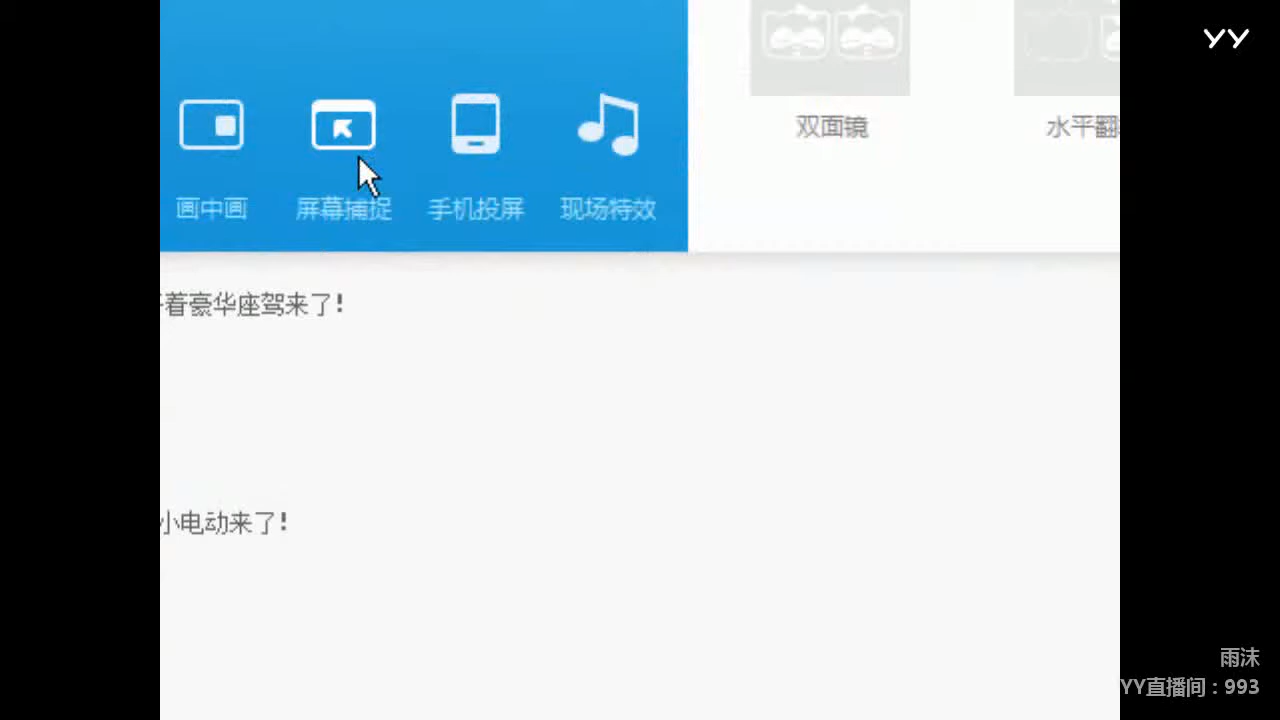 YY
双面镜
水平翻
画中画
屏幕捕捉
手机投屏
现场特效
着豪华座驾来了!
小电动来了!
雨沫
YY直播间:993